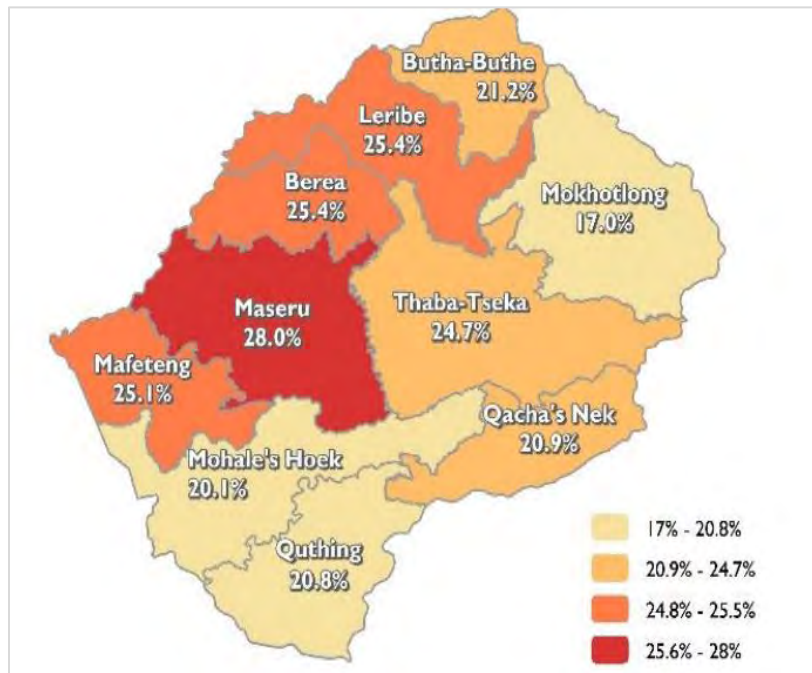 Butha-Buthe
21.2%
Leribe
25.4%
Berea
25.4%
Mokhotlong
17.0%
Maseru
28.0%
Thaba-Tseka
24.7%
Mafeteng
25.1%
Qacha's Nek
20.9%
Mohale's Hoek
20.1%
Quthing
20.8%
17% - 20.8%
20.9% - 24.7%
24.8% - 25.5%
25.6% - 28%